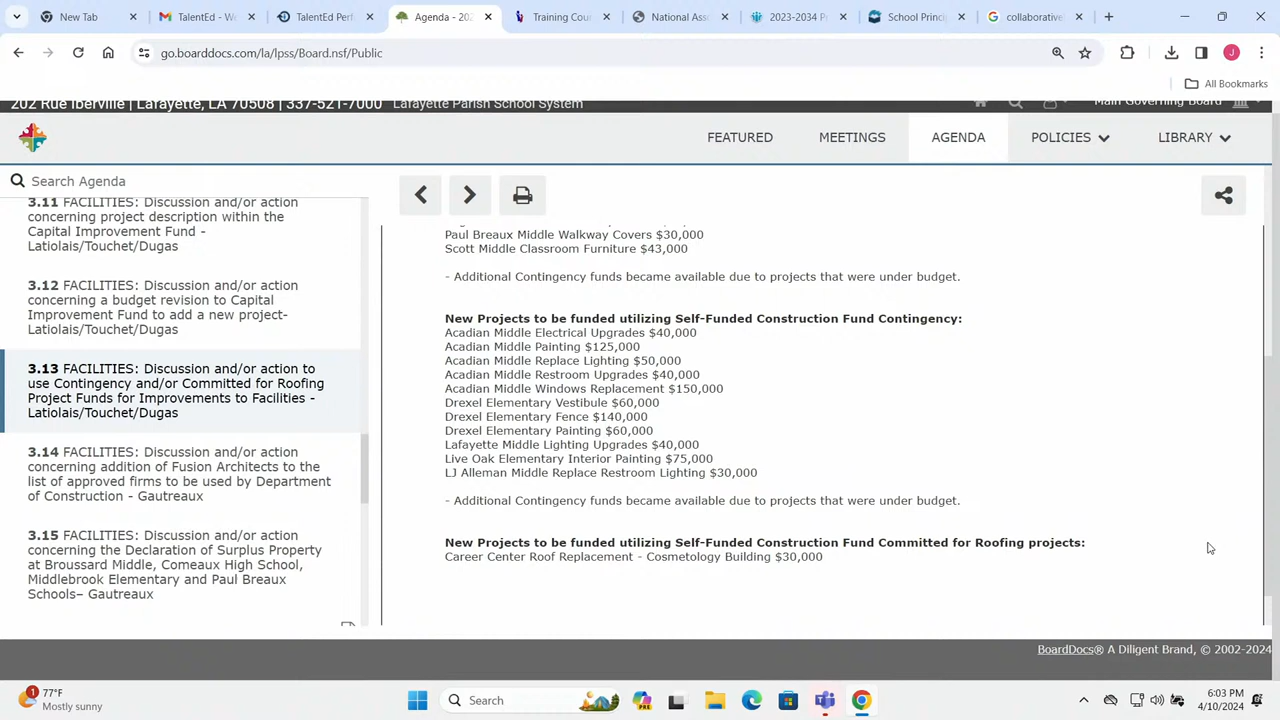 New Tab
TalentEd - W
TalentEd Per
Agenda - 202
Training Cou
National Ass
2023-2034 P
School Princi
collaborative
go.boarddocs.com/la/lpss/Board.nsf/Public
J
All Bookmarks
202 Rue Iberville | Lafayette, LA 70508 | 337-521-7000 Lafayette Parish School System
Main Governing Board
FEATURED
MEETINGS
AGENDA
POLICIES
LIBRARY
Search Agenda
3.11 FACILITIES: Discussion and/or action
concerning project description within the
Capital Improvement Fund -
Latiolais/Touchet/Dugas
3.12 FACILITIES: Discussion and/or action
concerning a budget revision to Capital
Improvement Fund to add a new project-
Latiolais/Touchet/Dugas
3.13 FACILITIES: Discussion and/or action to
use Contingency and/or Committed for Roofing
Project Funds for Improvements to Facilities -
Latiolais/Touchet/Dugas
3.14 FACILITIES: Discussion and/or action
concerning addition of Fusion Architects to the
list of approved firms to be used by Department
of Construction - Gautreaux
3.15 FACILITIES: Discussion and/or action
concerning the Declaration of Surplus Property
at Broussard Middle, Comeaux High School,
Middlebrook Elementary and Paul Breaux
Schools– Gautreaux
Paul Breaux Middle Walkway Covers $30,000
Scott Middle Classroom Furniture $43,000
- Additional Contingency funds became available due to projects that were under budget.
New Projects to be funded utilizing Self-Funded Construction Fund Contingency:
Acadian Middle Electrical Upgrades $40,000
Acadian Middle Painting $125,000
Acadian Middle Replace Lighting $50,000
Acadian Middle Restroom Upgrades $40,000
Acadian Middle Windows Replacement $150,000
Drexel Elementary Vestibule $60,000
Drexel Elementary Fence $140,000
Drexel Elementary Painting $60,000
Lafayette Middle Lighting Upgrades $40,000
Live Oak Elementary Interior Painting $75,000
LJ Alleman Middle Replace Restroom Lighting $30,000
- Additional Contingency funds became available due to projects that were under budget.
New Projects to be funded utilizing Self-Funded Construction Fund Committed for Roofing projects:
Career Center Roof Replacement - Cosmetology Building $30,000
BoardDocs® A Diligent Brand, © 2002-2024
1
77°F
Mostly sunny
Search
PRE
6:03 PM
4/10/2024